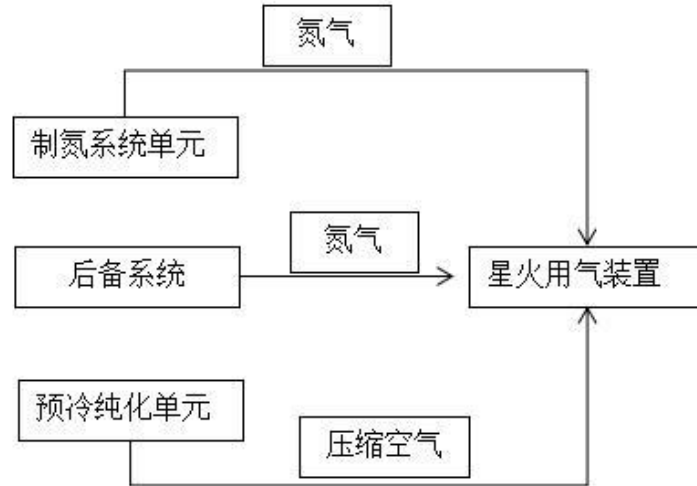 氮气
制氮系统单元
氮气
后备系统
星火用气装置
预冷纯化单元
压缩空气